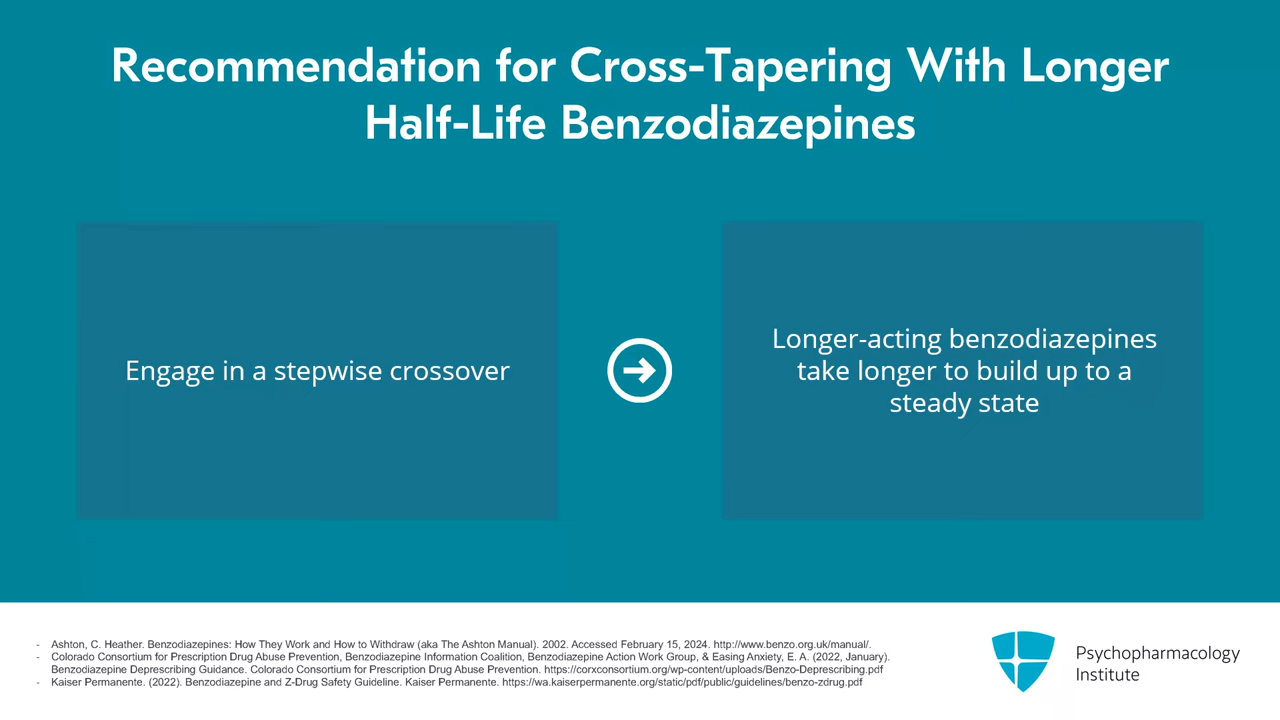 Recommendation for Cross-Tapering With Longer
Half-Life Benzodiazepines
Engage in a stepwise crossover
Longer-acting benzodiazepines
take longer to build up to a
steady state
- Ashton, C. Heather. Benzodiazepines: How They Work and How to Withdraw (aka The Ashton Manual). 2002. Accessed February 15, 2024. http://www.benzo.org.uk/manual/.
- Colorado Consortium for Prescription Drug Abuse Prevention, Benzodiazepine Information Coalition, Benzodiazepine Action Work Group, & Easing Anxiety, E. A. (2022, January).
Benzodiazepine Deprescribing Guidance. Colorado Consortium for Prescription Drug Abuse Prevention. https://corxconsortium.org/wp-content/uploads/Benzo-Deprescribing.pdf
- Kaiser Permanente. (2022). Benzodiazepine and Z-Drug Safety Guideline. Kaiser Permanente. https://wa.kaiserpermanente.org/static/pdf/public/guidelines/benzo-zdrug.pdf
Psychopharmacology
Institute